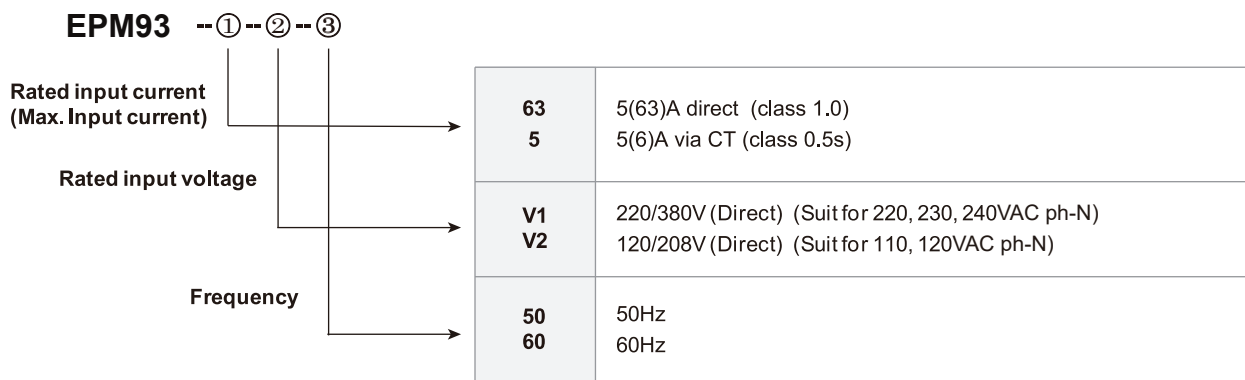 EPM93 --①--②--③
Rated input current
(Max. Input current)
63 5(63)A direct (class 1.0)
5 5(6)A via CT (class 0.5s)
Rated input voltage
V1 220/380V (Direct) (Suit for 220, 230, 240VAC ph-N)
V2 120/208V (Direct) (Suit for 110, 120VAC ph-N)
Frequency
50 50Hz
60 60Hz